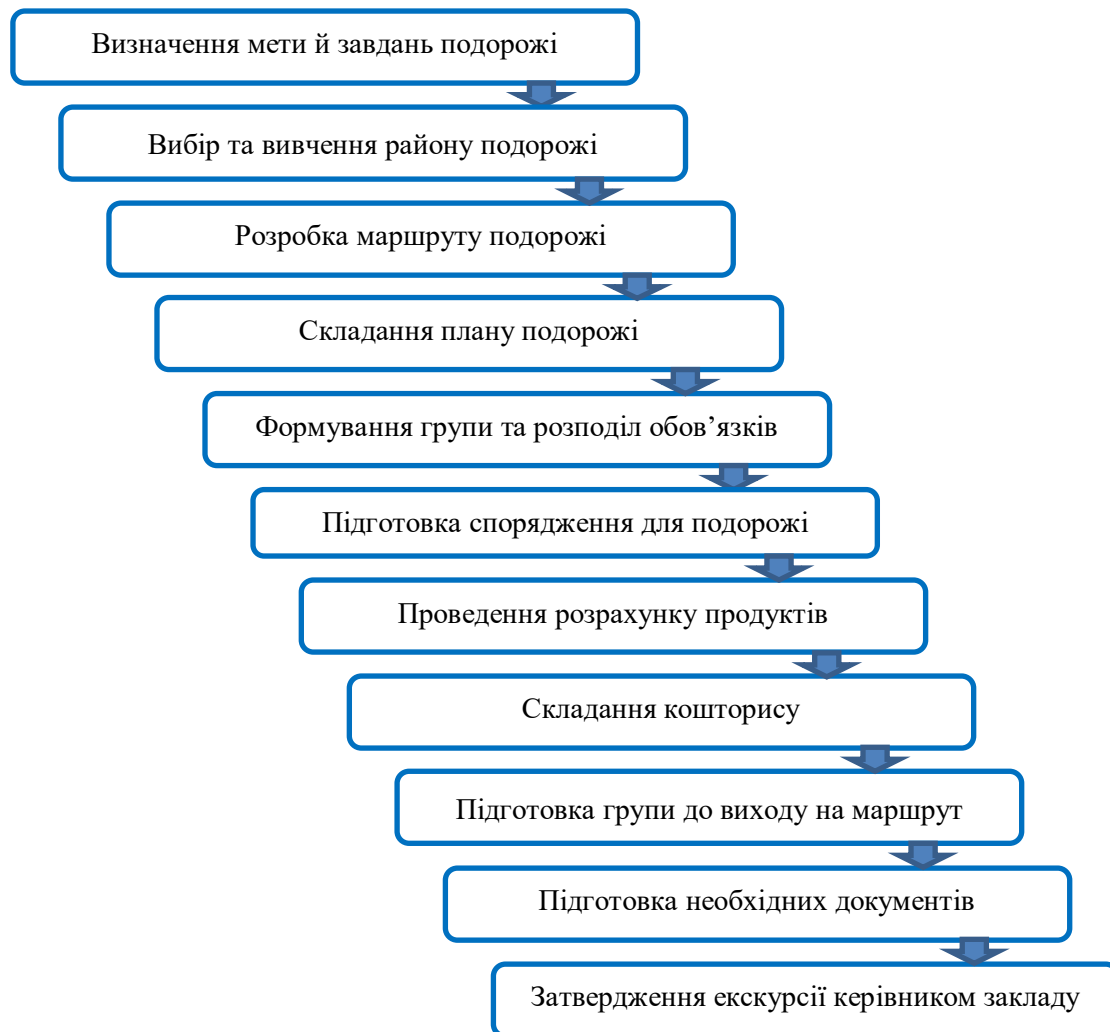 Визначення мети й завдань подорожі
Вибір та вивчення району подорожі
Розробка маршруту подорожі
Складання плану подорожі
Формування групи та розподіл обов’язків
Підготовка спорядження для подорожі
Проведення розрахунку продуктів
Складання кошторису
Підготовка групи до виходу на маршрут
Підготовка необхідних документів
Затвердження екскурсії керівником закладу